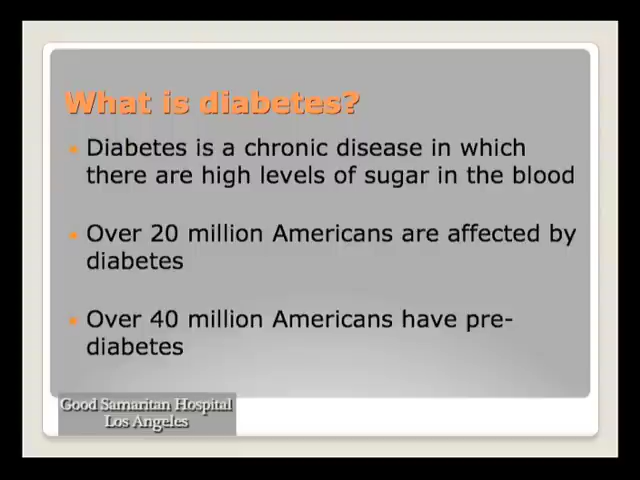 What is diabetes?
Diabetes is a chronic disease in which
there are high levels of sugar in the blood
Over 20 million Americans are affected by
diabetes
Over 40 million Americans have pre-
diabetes
Good Samaritan Hospital
Los Angeles